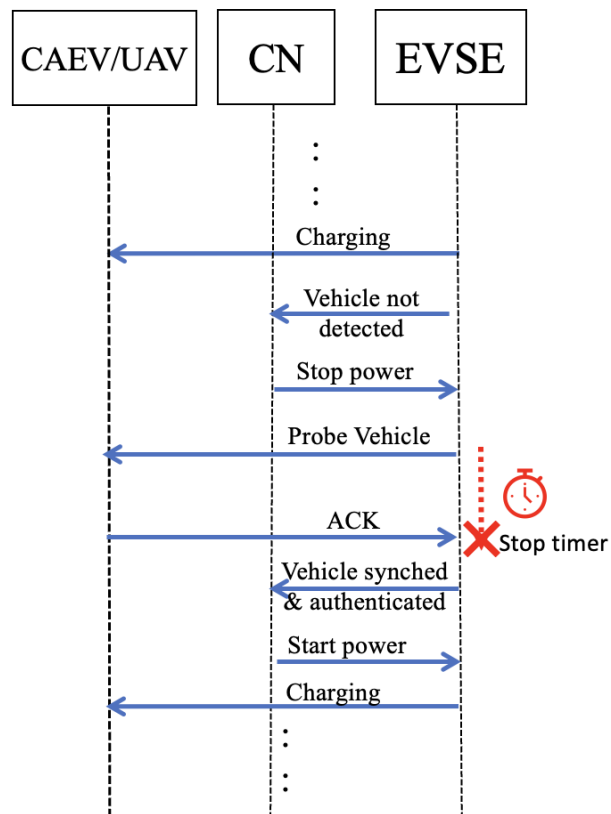 CAEV/UAV
CN
EVSE
Charging
Vehicle not
detected
Stop power
Probe Vehicle
ACK
Stop timer
Vehicle synched
& authenticated
Start power
Charging